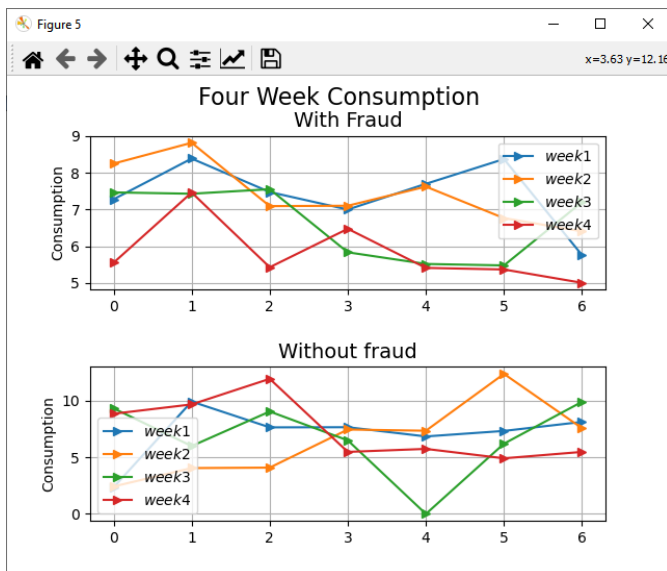 Figure 5
x=3.63 y=12.16
Four Week Consumption
With Fraud
9
8
7
6
5
Consumption
week1
week2
week3
week4
0 1 2 3 4 5 6
Without fraud
10
5
0
Consumption
week1
week2
week3
week4
0 1 2 3 4 5 6